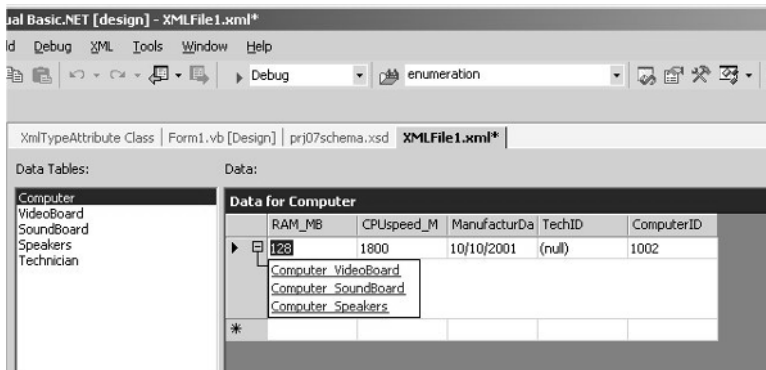 ual Basic.NET [design] - XMLFile1.xml*
ld Debug XML Tools Window Help
Debug enumeration
XmlTypeAttribute Class | Form1.vb [Design] | prj07schema.xsd XMLFile1.xml*
Data Tables: Data:
Computer
VideoBoard
SoundBoard
Speakers
Technician
Data for Computer
RAM_MB CPUspeed_M ManufacturDa TechID ComputerID
128 1800 10/10/2001 (null) 1002
Computer_VideoBoard
Computer_SoundBoard
Computer_Speakers